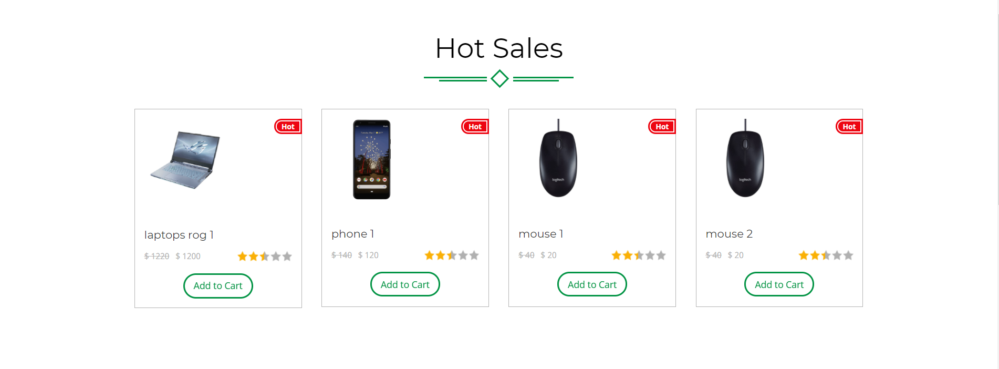 Hot Sales
Hot
Hot
Hot
Hot
logitech
logitech
laptops rog 1
phone 1
mouse 1
mouse 2
$ 1220 $ 1200
$ 140 $ 120
$ 40 $ 20
$ 40 $ 20
Add to Cart
Add to Cart
Add to Cart
Add to Cart